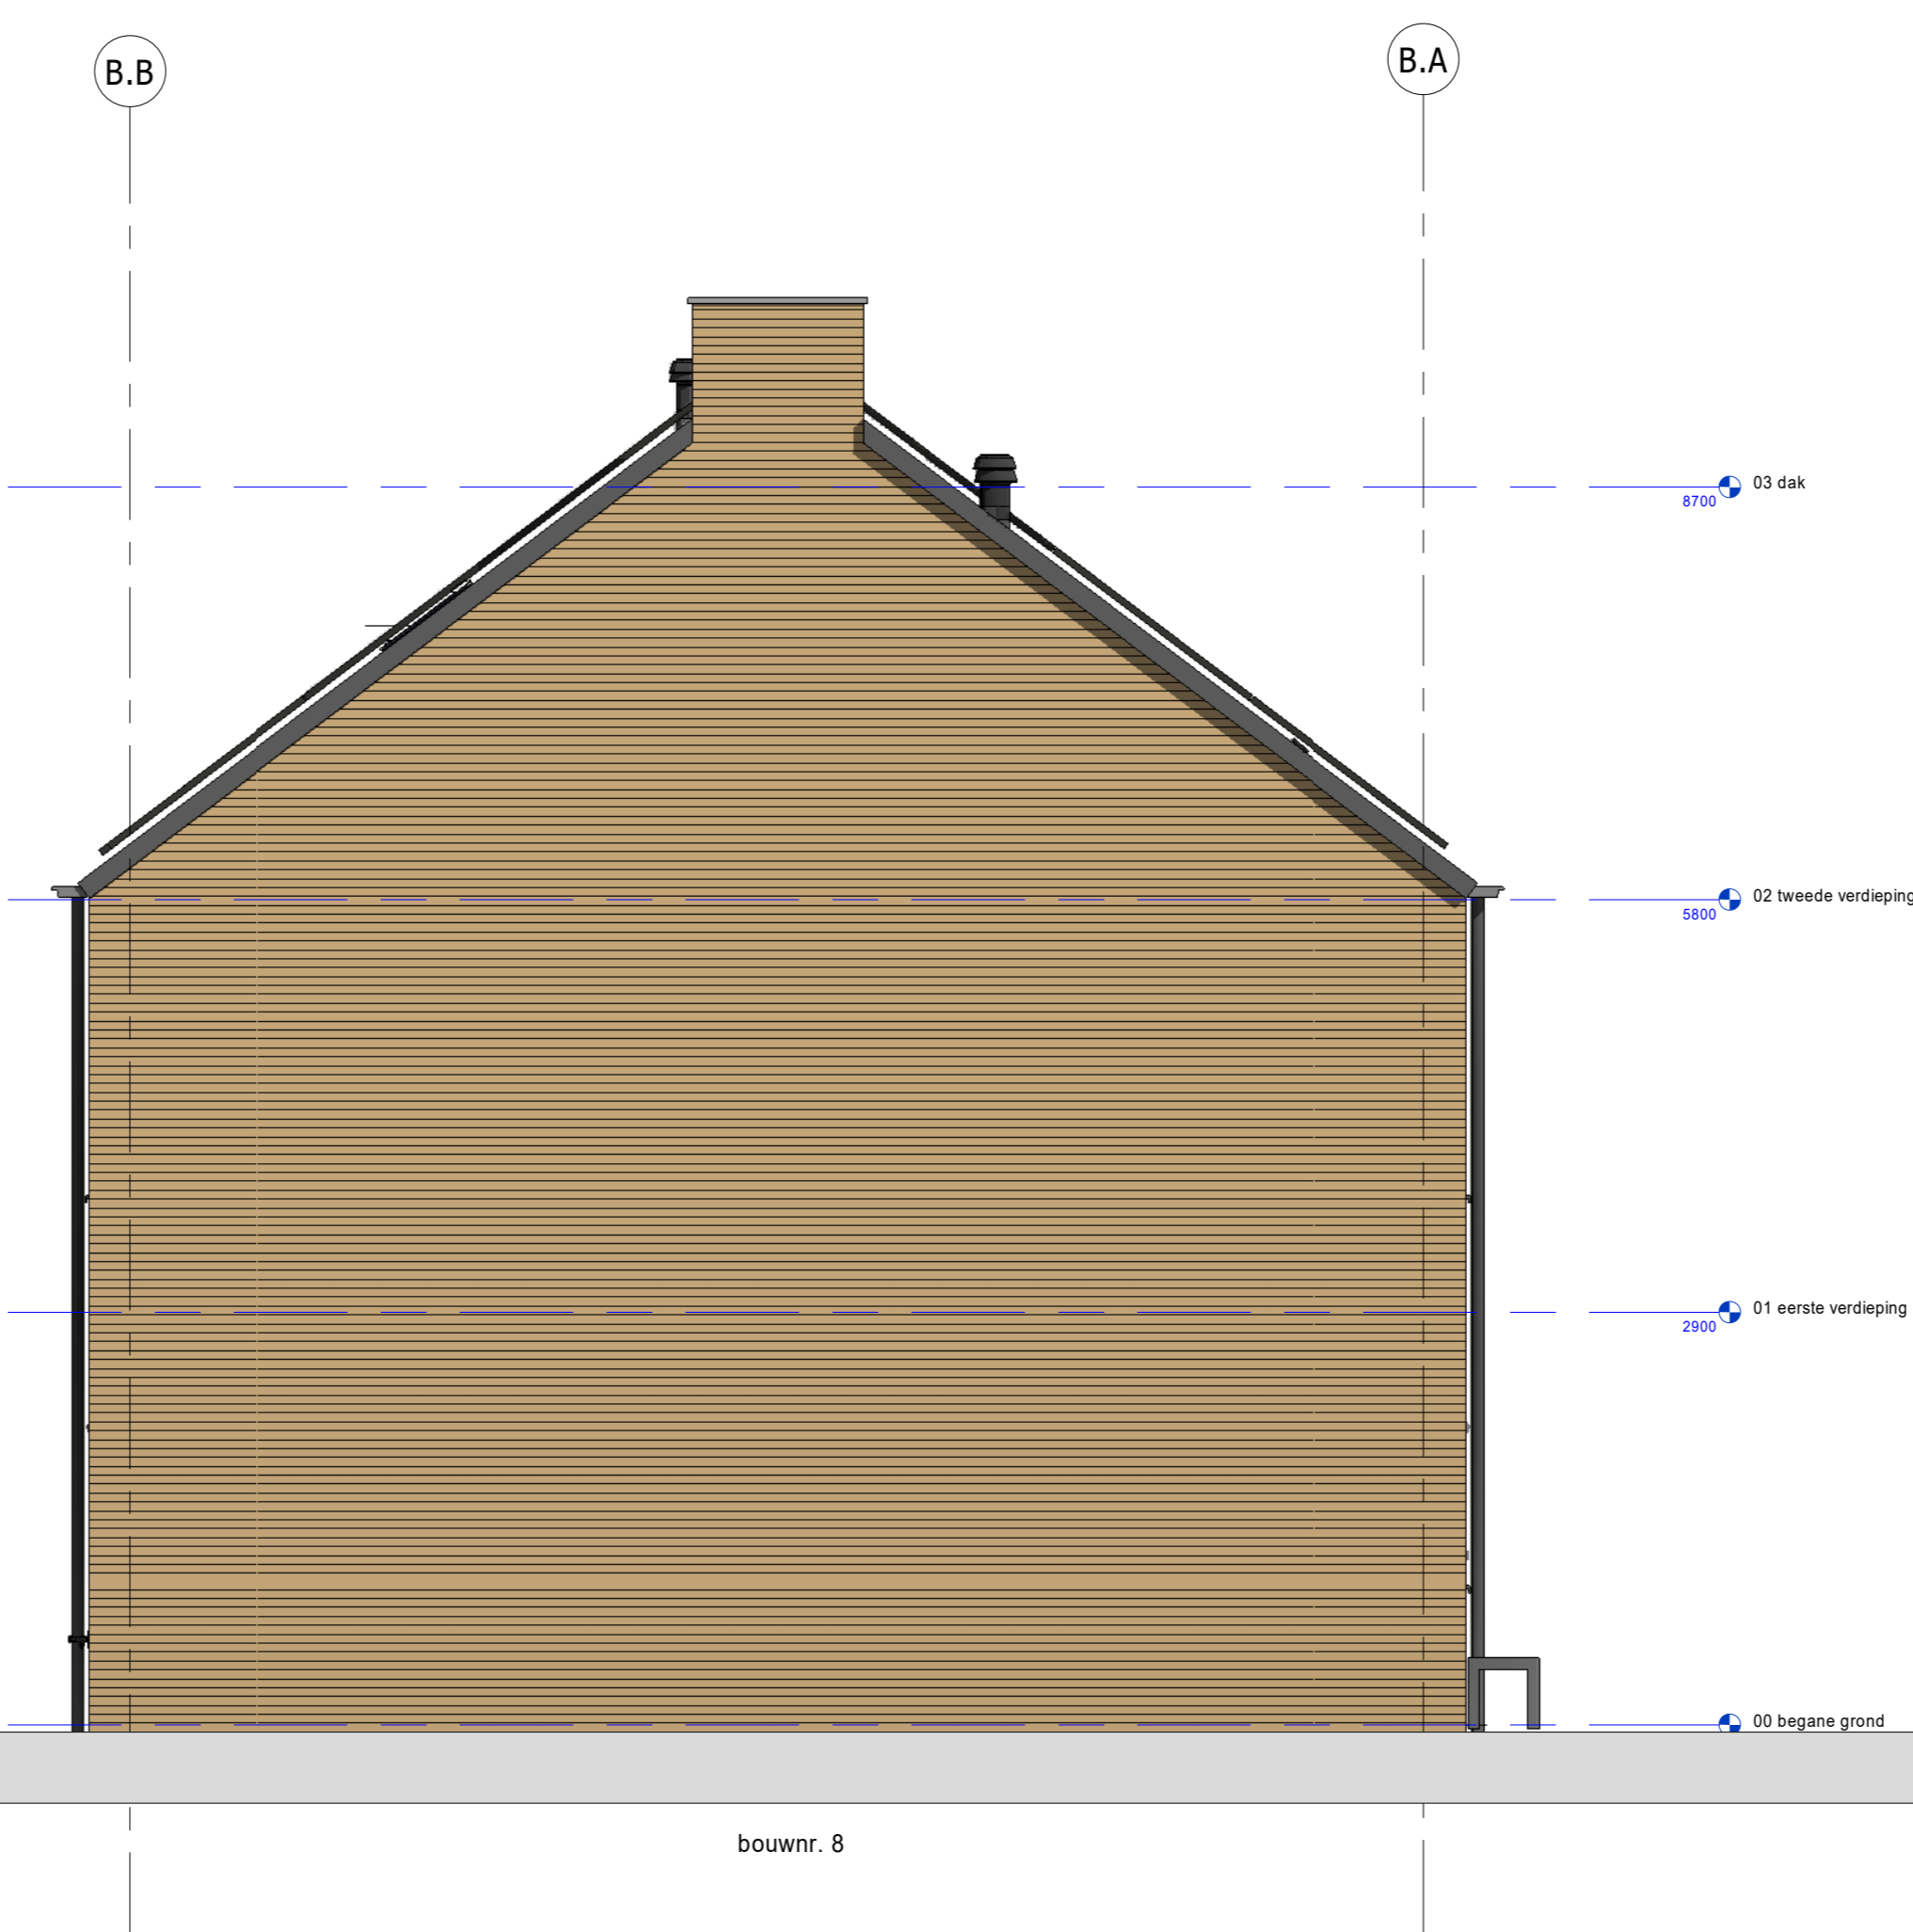 B.B
B.A
03 dak
8700
02 tweede verdieping
5800
01 eerste verdieping
2900
00 begane grond
bouwnr. 8